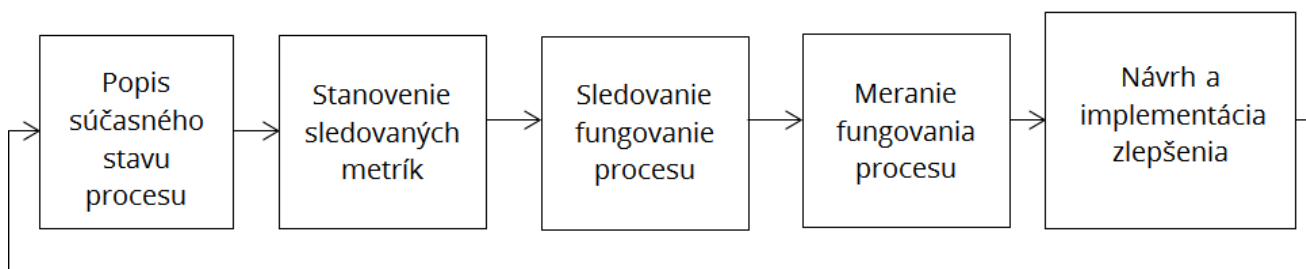 Popis
súčasného
stavu
procesu
Stanovenie
sledovaných
metrík
Sledovanie
fungovanie
procesu
Meranie
fungovania
procesu
Návrh a
implementácia
zlepšenia